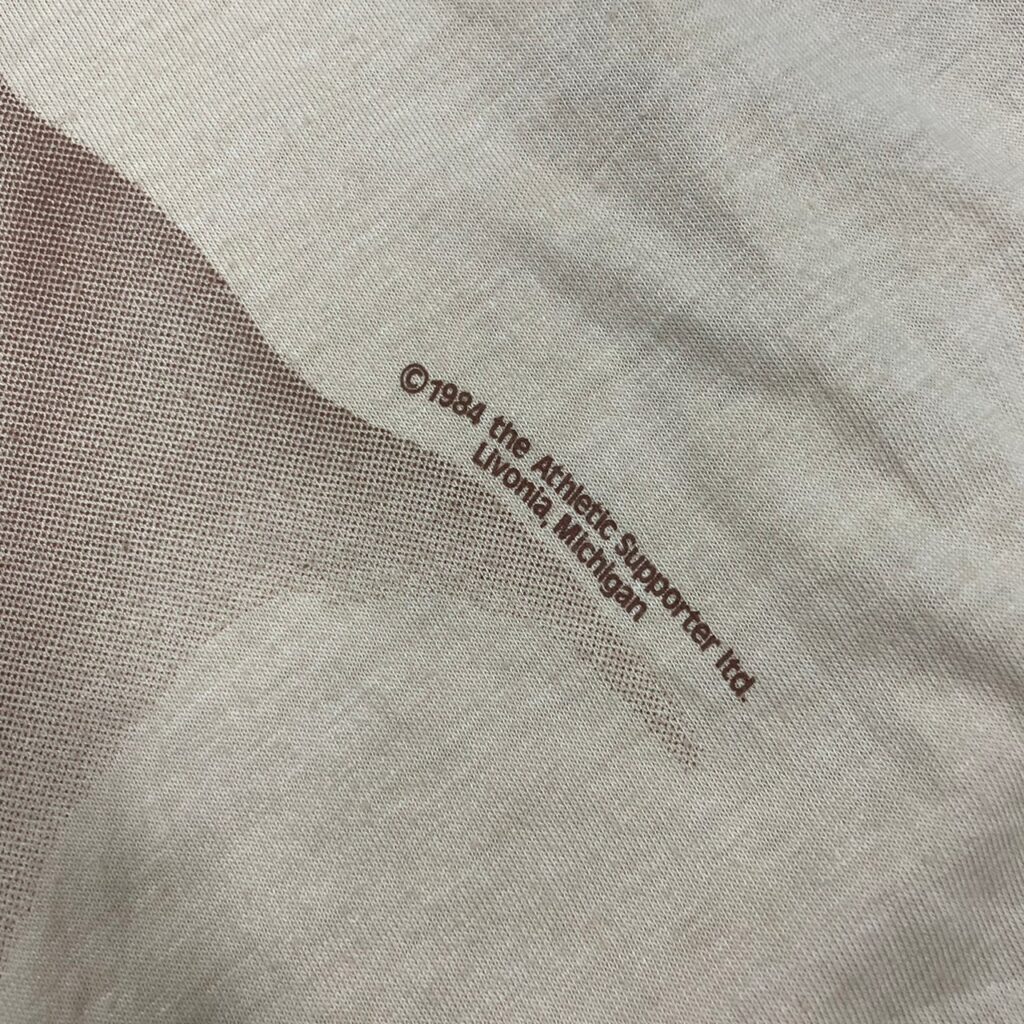 ©1984 the Athletic Supporter ltd.
Livonia, Michigan